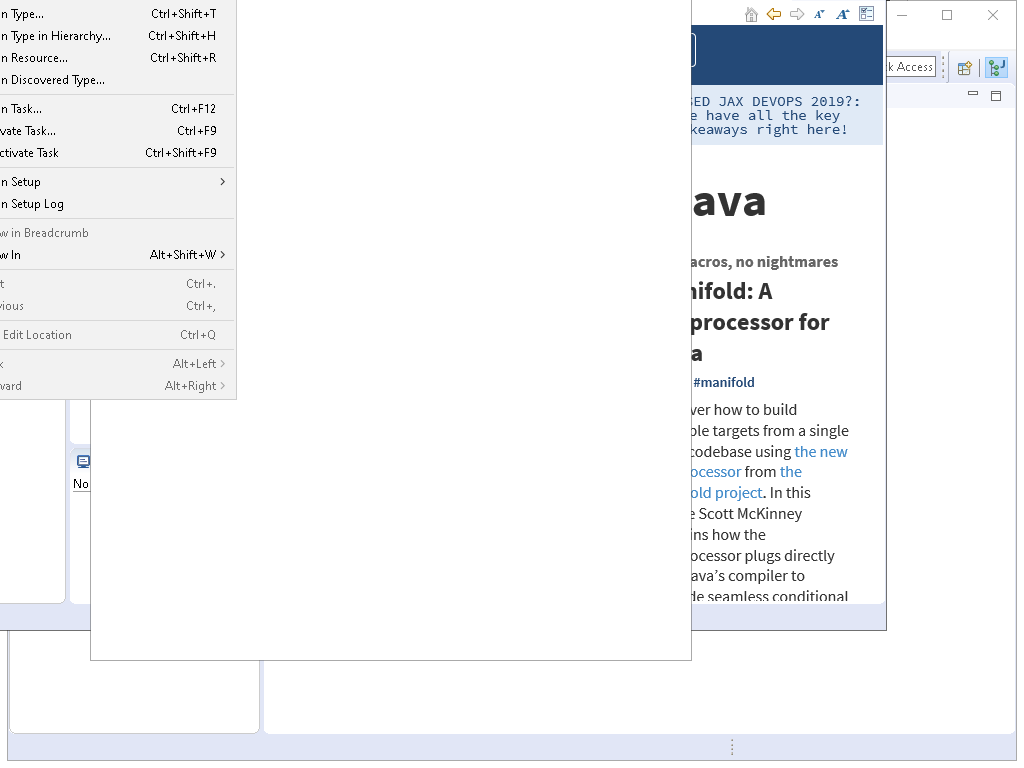 n Type... Ctrl+Shift+T
n Type in Hierarchy... Ctrl+Shift+H
n Resource... Ctrl+Shift+R
n Discovered Type...
n Task... Ctrl+F12
vate Task... Ctrl+F9
ctivate Task Ctrl+Shift+F9
n Setup
n Setup Log
w in Breadcrumb
w In Alt+Shift+W
t Ctrl+.
vious Ctrl+,
Edit Location Ctrl+Q
k Alt+Left
ward Alt+Right
No
k Access
SED JAX DEVOPS 2019?:
e have all the key
keaways right here!
ava
acros, no nightmares
nifold: A
processor for
a
#manifold
ver how to build
ple targets from a single
codebase using the new
ocessor from the
old project. In this
e Scott McKinney
ins how the
ocessor plugs directly
ava's compiler to
de seamless conditional